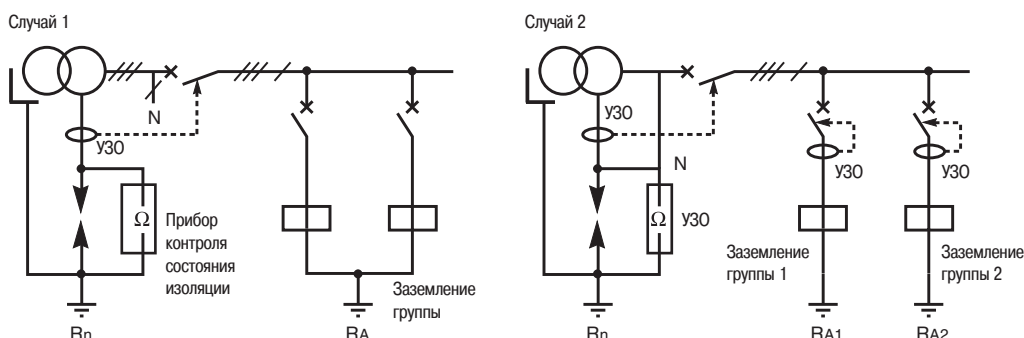 Случай 1
N
УЗО
Ω
Прибор
контроля
состояния
изоляции
Заземление
группы
Rn
RA
Случай 2
УЗО
N
Ω
УЗО
УЗО
УЗО
Заземление
группы 1
Заземление
группы 2
Rn
RA1
RA2